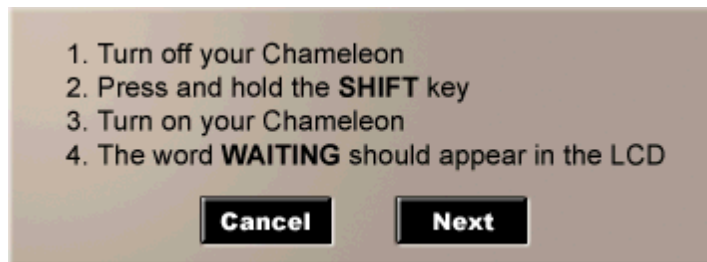 1. Turn off your Chameleon
2. Press and hold the SHIFT key
3. Turn on your Chameleon
4. The word WAITING should appear in the LCD
Cancel Next